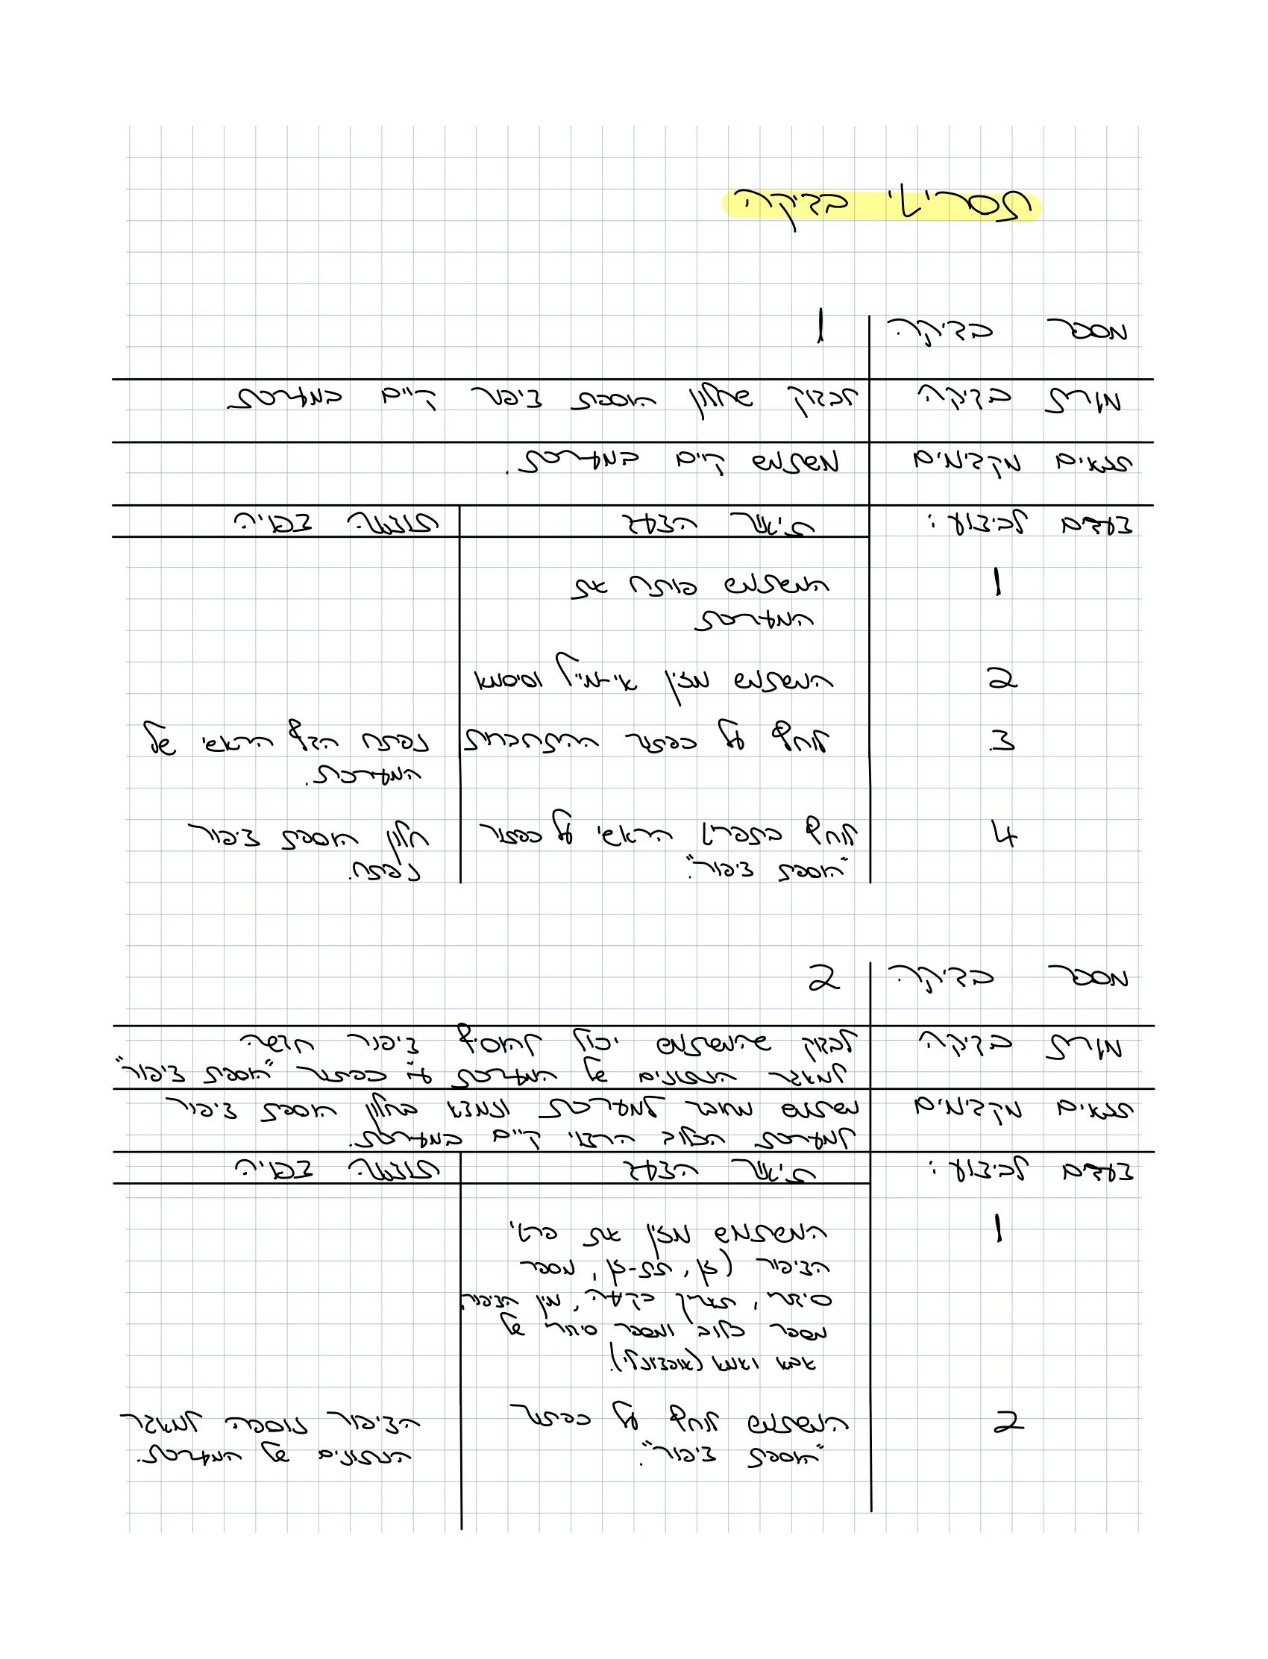 תסריטי בדיקה
מספר בדיקה 1
מטרת בדיקה לבדוק שחלון הוספת ציפור קיים במערכת
תנאים מקדימים משתמש קיים במערכת.
צעדים לביצוע: תיאור הצעד תוצאה צפויה
1 המשתמש פותח את
המערכת
2 המשתמש מזין אי-מייל וסיסמא
3 לוחץ על כפתור ההתחברות נפתח הדף הראשי של
המערכת.
4 לוחץ בתפריט הראשי על כפתור חלון הוספת ציפור
"הוספת ציפור". נפתח.
מספר בדיקה 2
מטרת בדיקה לבדוק שהמשתמש יכול להוסיף ציפור חדשה
למאגר הנתונים של המערכת ע"י כפתור "הוספת ציפור"
תנאים מקדימים משתמש מחובר למערכת ונמצא בחלון הוספת ציפור
למערכת הכלוב הרצוי קיים במערכת.
צעדים לביצוע: תיאור הצעד תוצאה צפויה
1 המשתמש מזין את פרטי
הציפור (זן, תת-זן, מספר
סידורי, תאריך בקיעה, מין הציפור,
מספר כלוב ומספר סידורי של
אבא ואמא (אופציונלי).
2 המשתמש לוחץ על כפתור הציפור נוספה למאגר
"הוספת ציפור". הנתונים של המערכת.